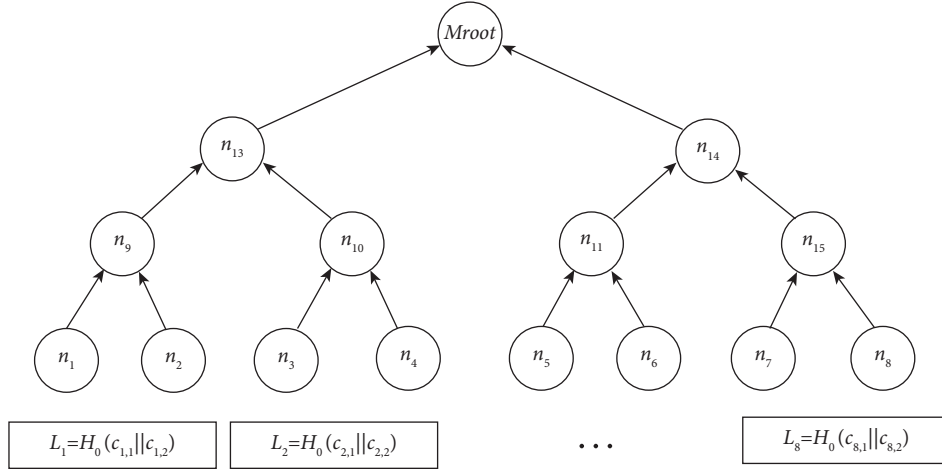 Mroot
n₁₃ n₁₄
n₉ n₁₀ n₁₁ n₁₅
n₁ n₂ n₃ n₄ n₅ n₆ n₇ n₈
L₁=H₀(c₁,₁||c₁,₂) L₂=H₀(c₂,₁||c₂,₂) ... L₈=H₀(c₈,₁||c₈,₂)